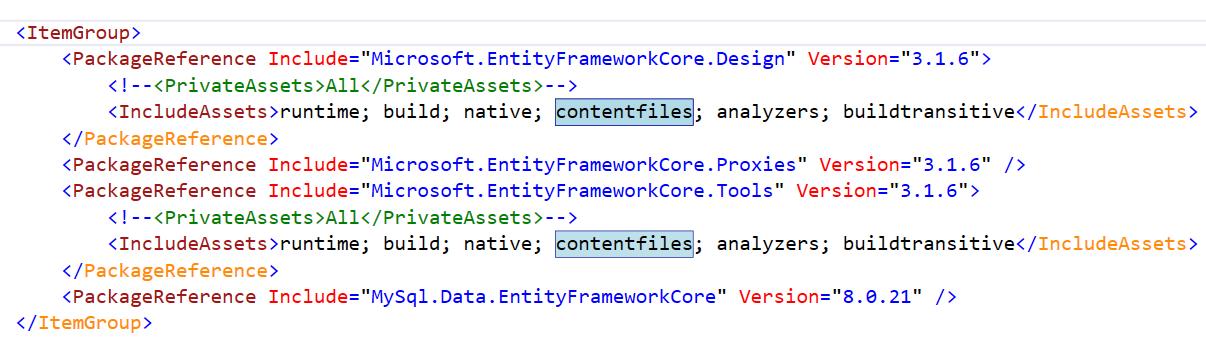 <ItemGroup>
<PackageReference Include="Microsoft.EntityFrameworkCore.Design" Version="3.1.6">
<!--<PrivateAssets>All</PrivateAssets>-->
<IncludeAssets>runtime; build; native; contentfiles; analyzers; buildtransitive</IncludeAssets>
</PackageReference>
<PackageReference Include="Microsoft.EntityFrameworkCore.Proxies" Version="3.1.6" />
<PackageReference Include="Microsoft.EntityFrameworkCore.Tools" Version="3.1.6">
<!--<PrivateAssets>All</PrivateAssets>-->
<IncludeAssets>runtime; build; native; contentfiles; analyzers; buildtransitive</IncludeAssets>
</PackageReference>
<PackageReference Include="MySql.Data.EntityFrameworkCore" Version="8.0.21" />
</ItemGroup>